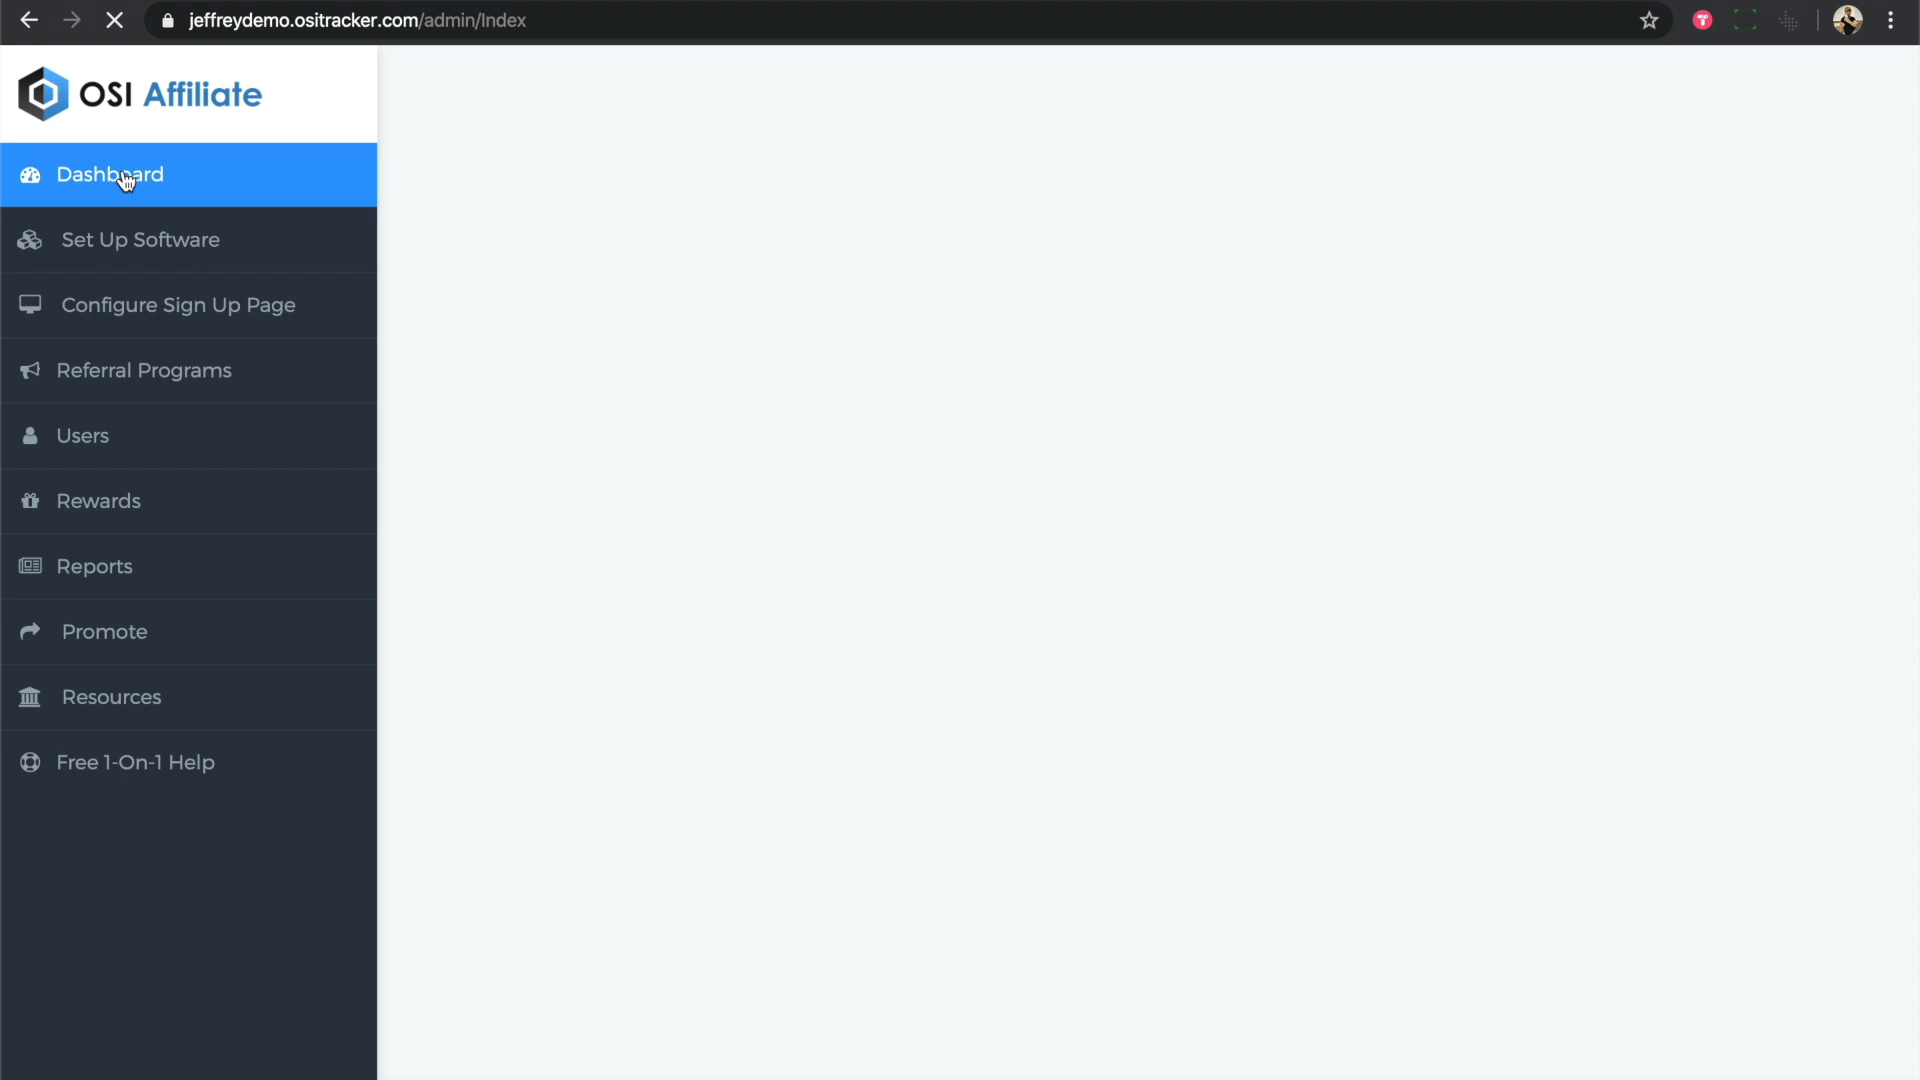 jeffreydemo.ositracker.com/admin/Index
OSI Affiliate
Dashboard
Set Up Software
Configure Sign Up Page
Referral Programs
Users
Rewards
Reports
Promote
Resources
Free 1-On-1 Help